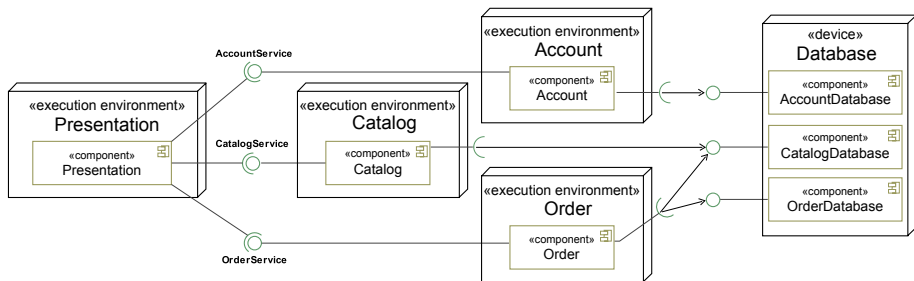 «execution environment»
Account
«component»
Account
«device»
Database
«component»
AccountDatabase
«component»
CatalogDatabase
«component»
OrderDatabase
AccountService
«execution environment»
Presentation
«component»
Presentation
CatalogService
«execution environment»
Catalog
«component»
Catalog
«execution environment»
Order
«component»
Order
OrderService